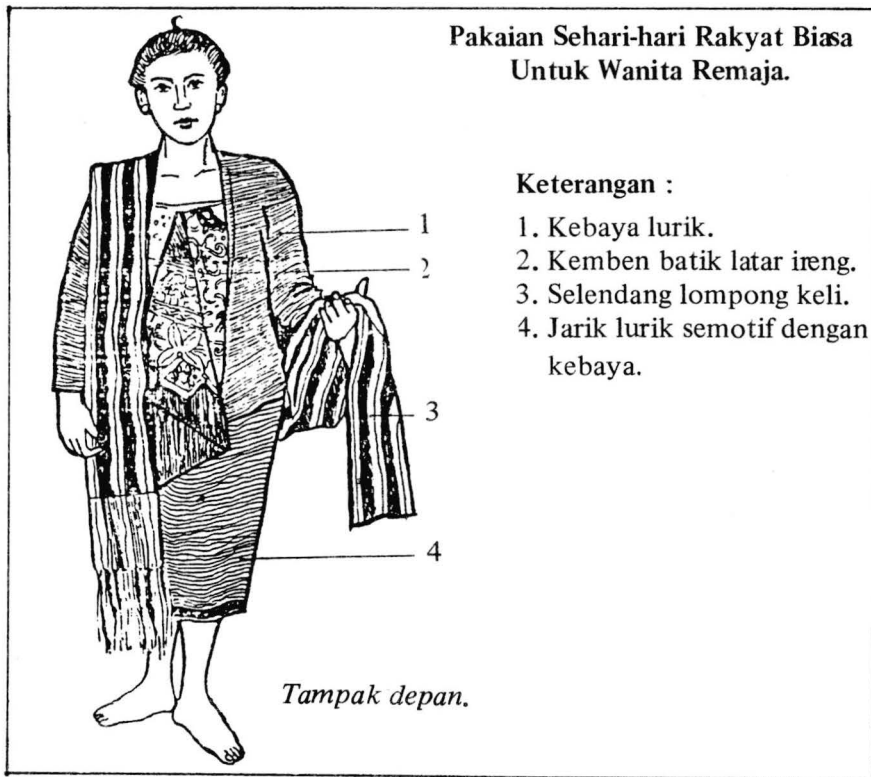 Pakaian Sehari-hari Rakyat Biasa
Untuk Wanita Remaja.
Keterangan :
1. Kebaya lurik.
2. Kemben batik latar ireng.
3. Selendang lompong keli.
4. Jarik lurik semotif dengan
kebaya.
1
2
3
4
Tampak depan.